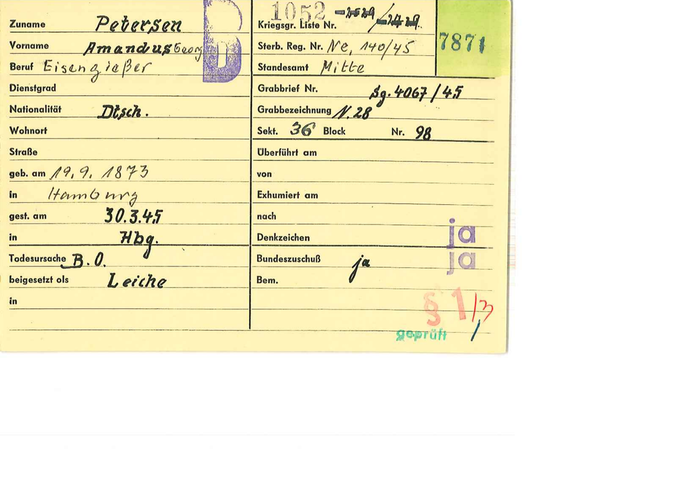 Zuname Petersen
Vorname Amandus Georg
Beruf Eisengießer
Dienstgrad
Nationalität Dtsch.
Wohnort
Straße
geb. am 19.9.1873
in Hamburg
gest. am 30.3.45
in Hbg.
Todesursache B.O.
beigesetzt als Leiche
in
D
1052
Kriegsgr. Liste Nr.
7871
Sterb. Reg. Nr. Ne, 140/45
Standesamt Mitte
Grabbrief Nr. Sg. 4067/45
Grabbezeichnung N. 28
Sekt. 36 Block Nr. 98
Überführt am
von
Exhumiert am
nach
Denkzeichen ja
Bundeszuschuß ja ja
Bem.
§ 1/3
geprüft